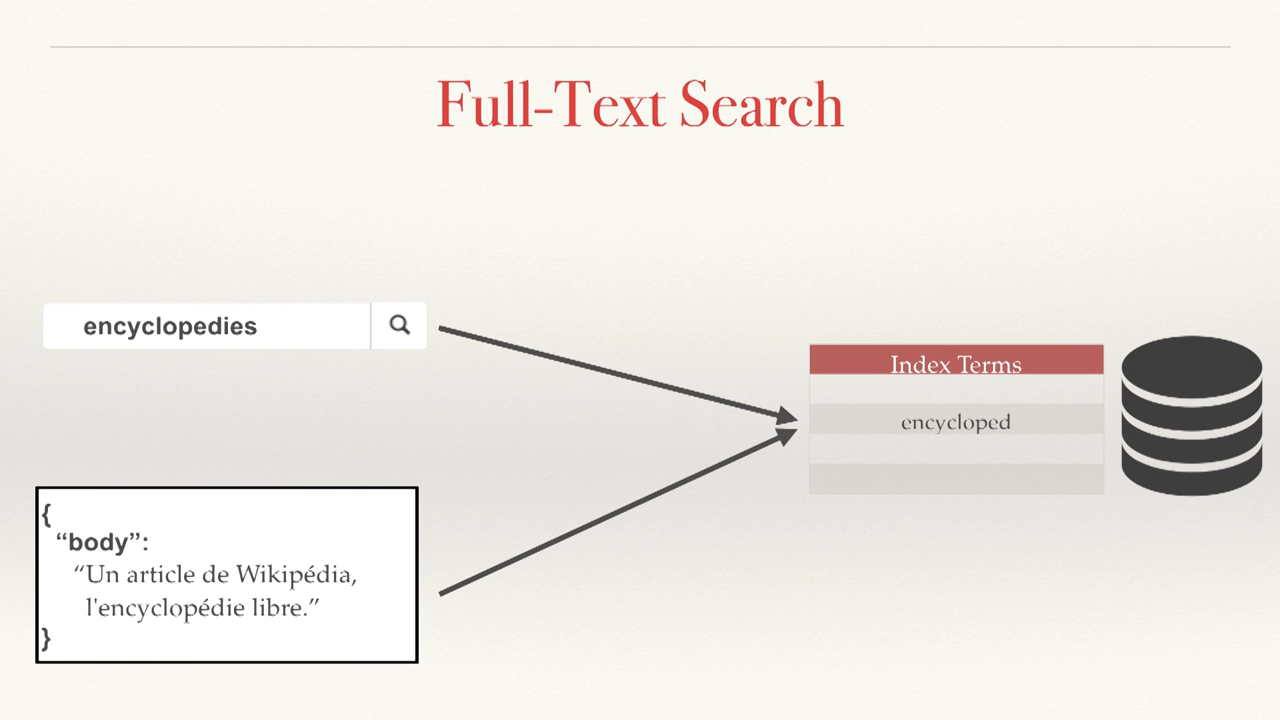 Full-Text Search
encyclopedies
{
“body”:
“Un article de Wikipédia,
l'encyclopédie libre.”
}
Index Terms
encycloped